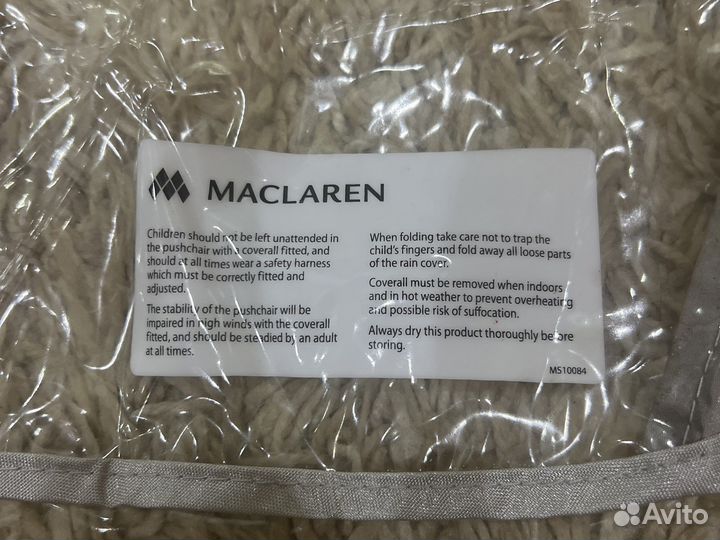 MACLAREN
Children should not be left unattended in
the pushchair with a coverall fitted, and
should at all times wear a safety harness
which must be correctly fitted and
adjusted.
The stability of the pushchair will be
impaired in high winds with the coverall
fitted, and should be steadied by an adult
at all times.
When folding take care not to trap the
child's fingers and fold away all loose parts
of the rain cover.
Coverall must be removed when indoors
and in hot weather to prevent overheating
and possible risk of suffocation.
Always dry this product thoroughly before
storing.
MS10084
Avito